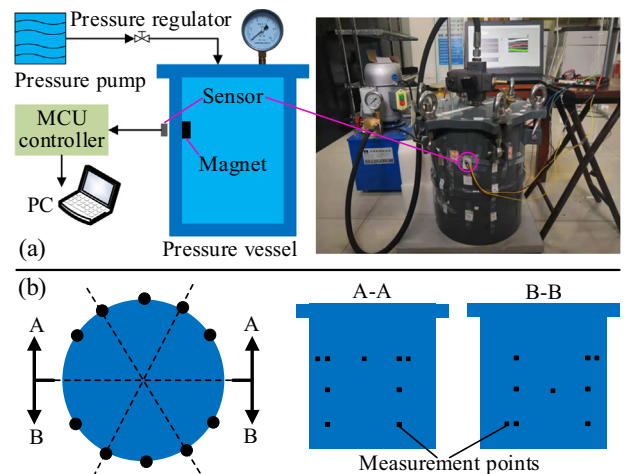 (a)
Pressure regulator
Pressure pump
Sensor
MCU
controller
Magnet
PC
Pressure vessel
(b)
A
A
B
B
A-A
B-B
Measurement points